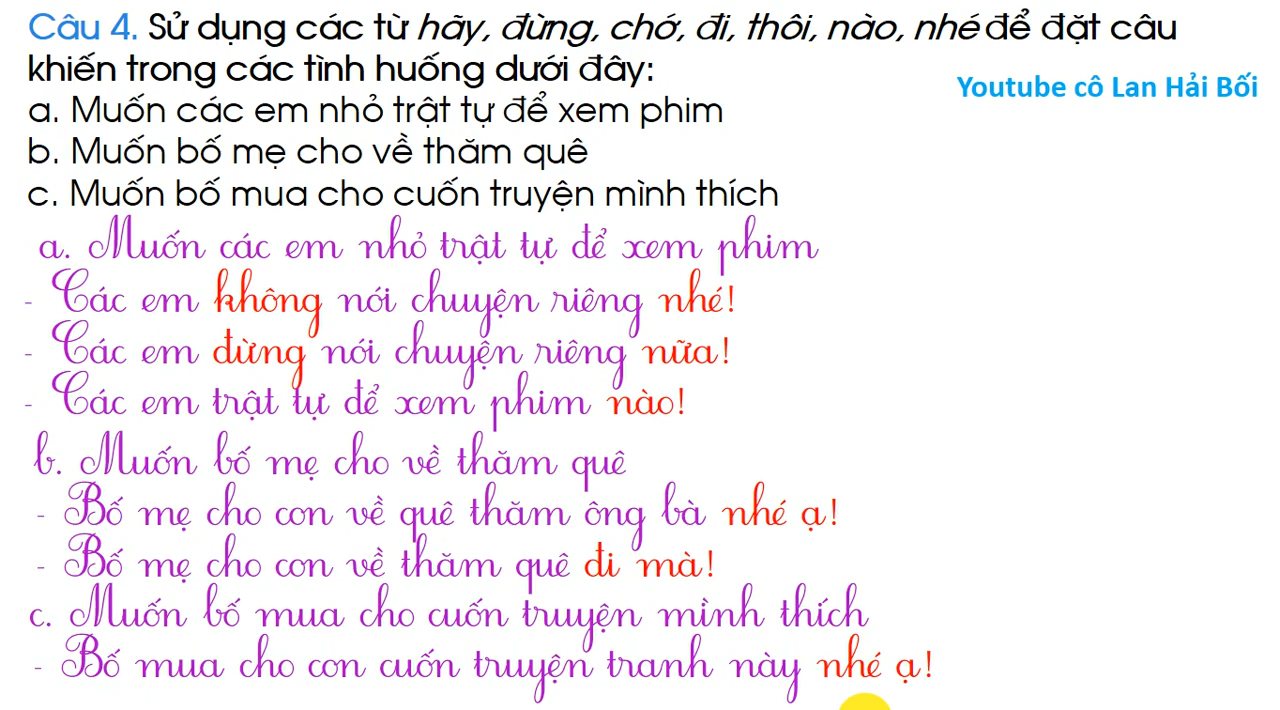 Câu 4. Sử dụng các từ hãy, đừng, chớ, đi, thôi, nào, nhé để đặt câu
khiến trong các tình huống dưới đây:
Youtube cô Lan Hải Bối
a. Muốn các em nhỏ trật tự để xem phim
b. Muốn bố mẹ cho về thăm quê
c. Muốn bố mua cho cuốn truyện mình thích
a. Muốn các em nhỏ trật tự để xem phim
- Các em không nói chuyện riêng nhé!
- Các em đừng nói chuyện riêng nữa!
- Các em trật tự để xem phim nào!
b. Muốn bố mẹ cho về thăm quê
- Bố mẹ cho con về quê thăm ông bà nhé ạ!
- Bố mẹ cho con về thăm quê đi mà!
c. Muốn bố mua cho cuốn truyện mình thích
- Bố mua cho con cuốn truyện tranh này nhé ạ!